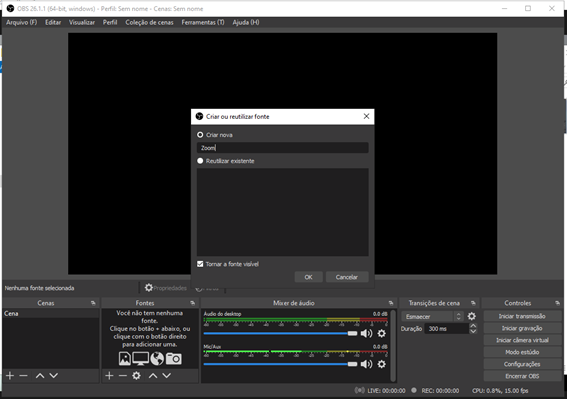 OBS 26.1.1 (64-bit, windows) - Perfil: Sem nome - Cenas: Sem nome
Arquivo (F) Editar Visualizar Perfil Coleção de cenas Ferramentas (T) Ajuda (H)
Criar ou reutilizar fonte
Criar nova
Zoom
Reutilizar existente
Tornar a fonte visível
OK Cancelar
Nenhuma fonte selecionada Propriedades
Cenas Fontes Mixer de áudio Transições de cena Controles
Cena
Você não tem nenhuma
fonte.
Clique no botão + abaixo, ou
clique com o botão direito
para adicionar uma.
Áudio do desktop 0.0 dB
Mic/Aux 0.0 dB
Esmaecer
Duração 300 ms
Iniciar transmissão
Iniciar gravação
Iniciar câmera virtual
Modo estúdio
Configurações
Encerrar OBS
LIVE: 00:00:00 REC: 00:00:00 CPU: 0.8%, 15.00 fps